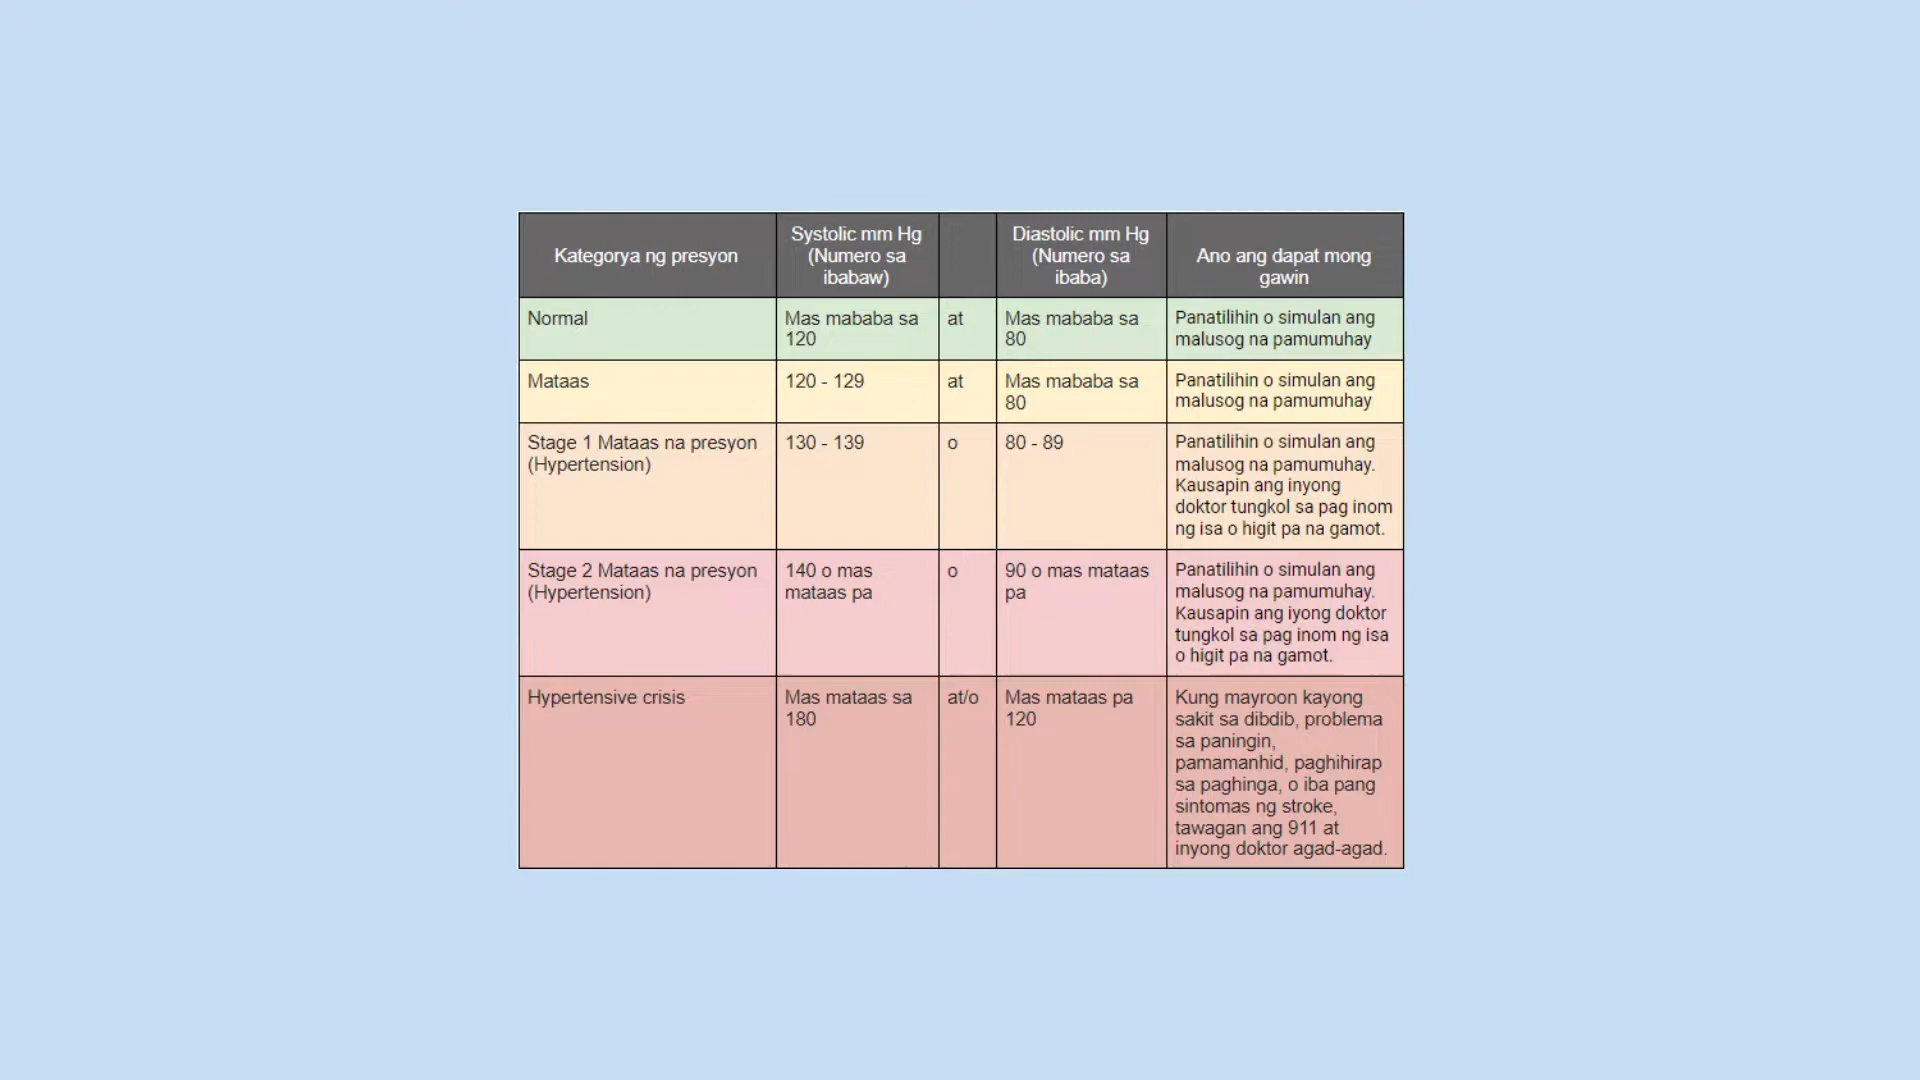 Kategorya ng presyon
Systolic mm Hg
(Numero sa
ibabaw)
Diastolic mm Hg
(Numero sa
ibaba)
Ano ang dapat mong
gawin
Normal
Mas mababa sa
120
at
Mas mababa sa
80
Panatilihin o simulan ang
malusog na pamumuhay
Mataas
120 - 129
at
Mas mababa sa
80
Panatilihin o simulan ang
malusog na pamumuhay
Stage 1 Mataas na presyon
(Hypertension)
130 - 139
o
80 - 89
Panatilihin o simulan ang
malusog na pamumuhay.
Kausapin ang inyong
doktor tungkol sa pag inom
ng isa o higit pa na gamot.
Stage 2 Mataas na presyon
(Hypertension)
140 o mas
mataas pa
o
90 o mas mataas
pa
Panatilihin o simulan ang
malusog na pamumuhay.
Kausapin ang iyong doktor
tungkol sa pag inom ng isa
o higit pa na gamot.
Hypertensive crisis
Mas mataas sa
180
at/o
Mas mataas pa
120
Kung mayroon kayong
sakit sa dibdib, problema
sa paningin,
pamamanhid, paghihirap
sa paghinga, o iba pang
sintomas ng stroke,
tawagan ang 911 at
inyong doktor agad-agad.